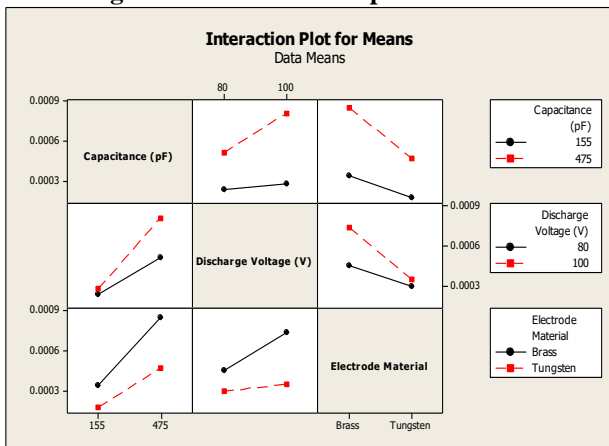 Interaction Plot for Means
Data Means
80 100
0.0009
0.0006
0.0003
Capacitance (pF)
Capacitance
(pF)
155
475
Discharge Voltage (V)
0.0009
0.0006
0.0003
Discharge
Voltage (V)
80
100
0.0009
0.0006
0.0003
Electrode Material
Electrode
Material
Brass
Tungsten
155 475 Brass Tungsten